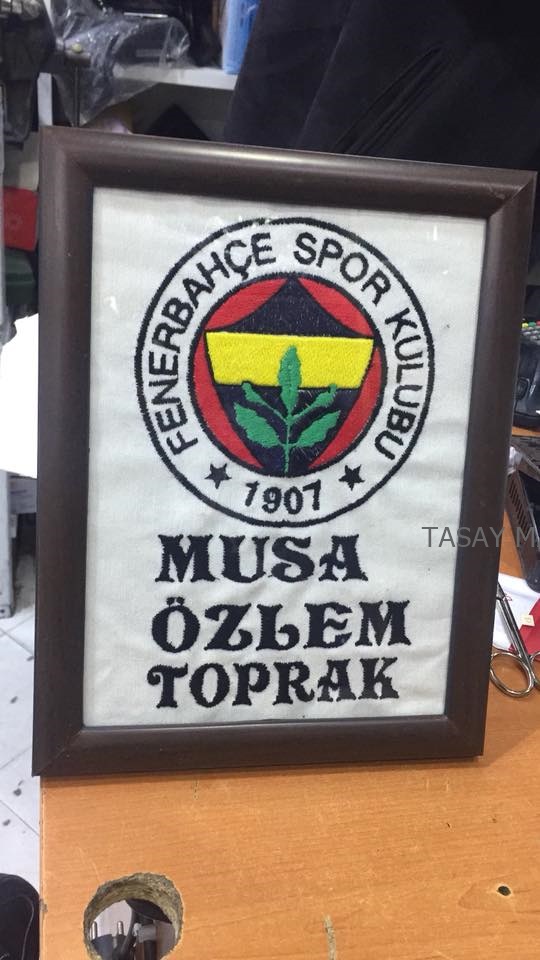 FENERBAHÇE SPOR KULUBU
1907
MUSA
ÖZLEM
TOPRAK
TASAY M